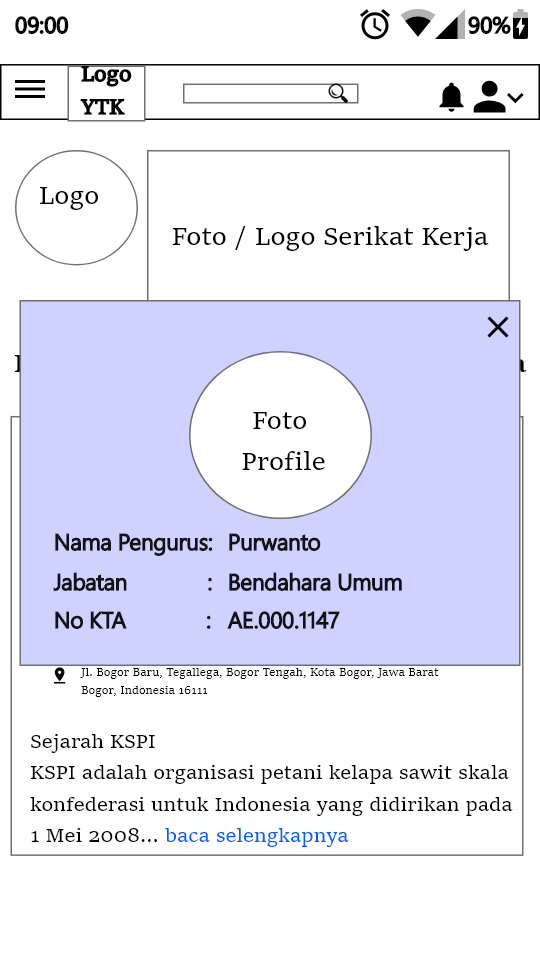 09:00
90%
Logo
YTK
Logo
Foto / Logo Serikat Kerja
Foto
Profile
Nama Pengurus: Purwanto
Jabatan : Bendahara Umum
No KTA : AE.000.1147
Jl. Bogor Baru, Tegallega, Bogor Tengah, Kota Bogor, Jawa Barat
Bogor, Indonesia 16111
Sejarah KSPI
KSPI adalah organisasi petani kelapa sawit skala
konfederasi untuk Indonesia yang didirikan pada
1 Mei 2008... baca selengkapnya